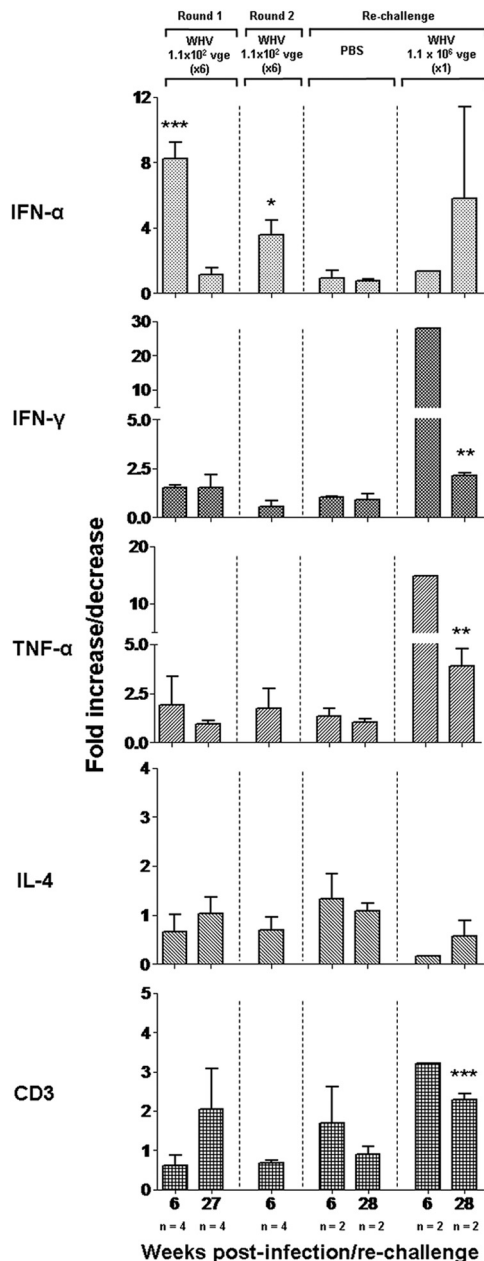 Round 1 Round 2 Re-challenge
WHV WHV PBS WHV
1.1x10² vge 1.1x10² vge 1.1 x 10⁶ vge
(x6) (x6) (x1)
IFN-α
12
8
4
0
***
*
IFN-γ
30
20
10
5.0
2.5
0.0
**
Fold increase/decrease
TNF-α
20
10
5.0
2.5
0.0
**
IL-4
4
3
2
1
0
CD3
5
4
3
2
1
0
***
6 27 6 6 28 6 28
n = 4 n = 4 n = 4 n = 2 n = 2 n = 2 n = 2
Weeks post-infection/re-challenge